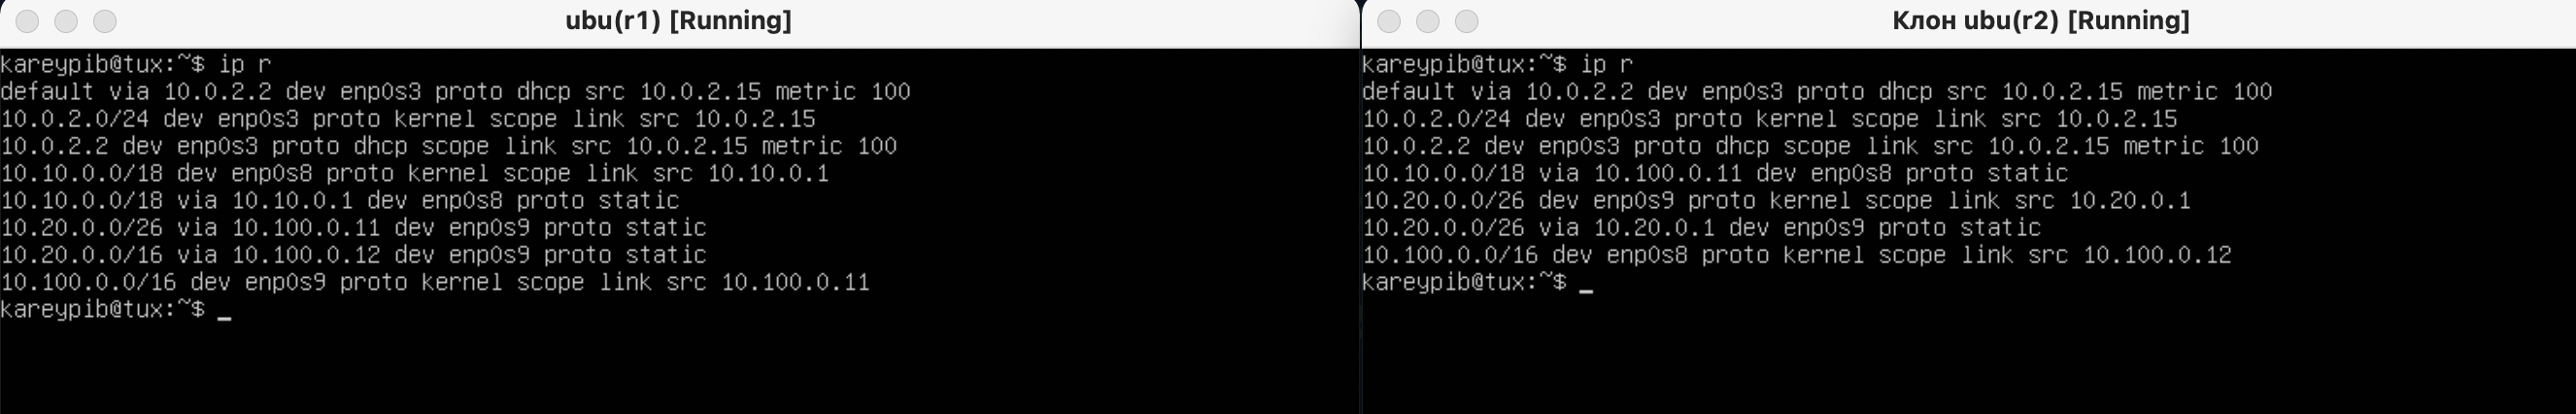 ubu(r1) [Running]
kareypib@tux:~$ ip r
default via 10.0.2.2 dev enp0s3 proto dhcp src 10.0.2.15 metric 100
10.0.2.0/24 dev enp0s3 proto kernel scope link src 10.0.2.15
10.0.2.2 dev enp0s3 proto dhcp scope link src 10.0.2.15 metric 100
10.10.0.0/18 dev enp0s8 proto kernel scope link src 10.10.0.1
10.10.0.0/18 via 10.10.0.1 dev enp0s8 proto static
10.20.0.0/26 via 10.100.0.11 dev enp0s9 proto static
10.20.0.0/16 via 10.100.0.12 dev enp0s9 proto static
10.100.0.0/16 dev enp0s9 proto kernel scope link src 10.100.0.11
kareypib@tux:~$ _
Клон ubu(r2) [Running]
kareypib@tux:~$ ip r
default via 10.0.2.2 dev enp0s3 proto dhcp src 10.0.2.15 metric 100
10.0.2.0/24 dev enp0s3 proto kernel scope link src 10.0.2.15
10.0.2.2 dev enp0s3 proto dhcp scope link src 10.0.2.15 metric 100
10.10.0.0/18 via 10.100.0.11 dev enp0s8 proto static
10.20.0.0/26 dev enp0s9 proto kernel scope link src 10.20.0.1
10.20.0.0/26 via 10.20.0.1 dev enp0s9 proto static
10.100.0.0/16 dev enp0s8 proto kernel scope link src 10.100.0.12
kareypib@tux:~$ _